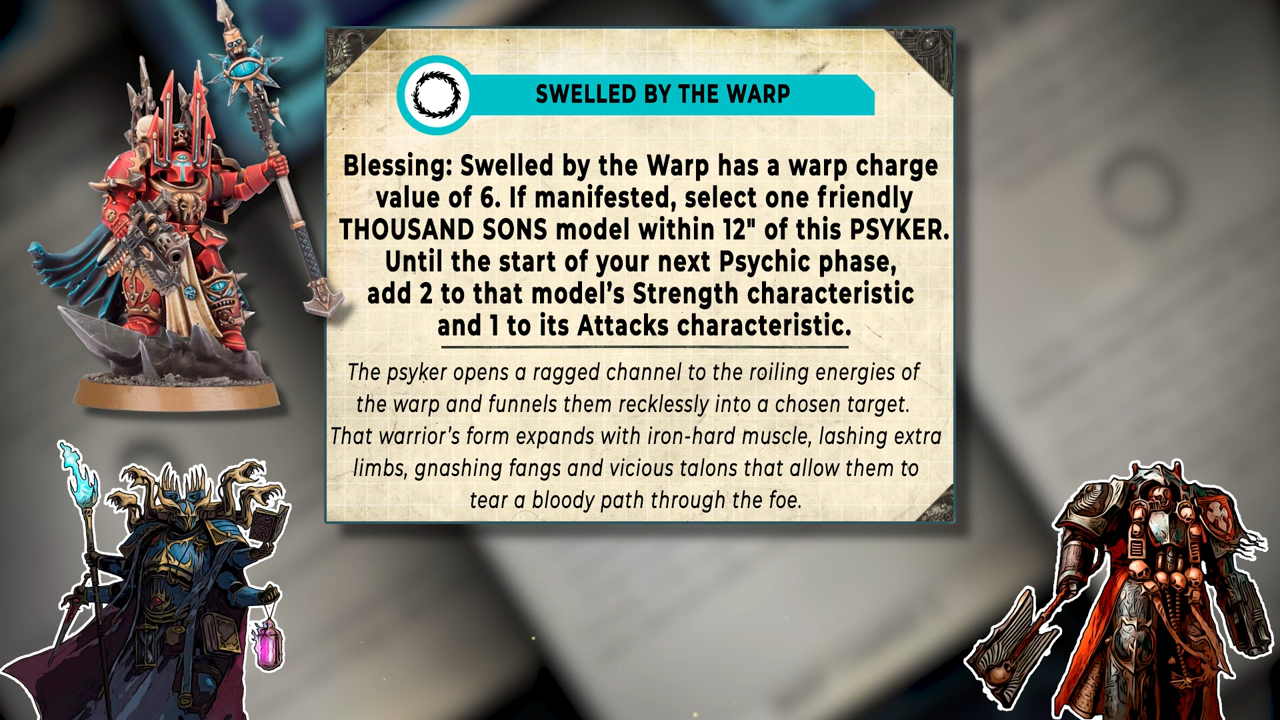 SWELLED BY THE WARP
Blessing: Swelled by the Warp has a warp charge
value of 6. If manifested, select one friendly
THOUSAND SONS model within 12" of this PSYKER.
Until the start of your next Psychic phase,
add 2 to that model's Strength characteristic
and 1 to its Attacks characteristic.
The psyker opens a ragged channel to the roiling energies of
the warp and funnels them recklessly into a chosen target.
That warrior's form expands with iron-hard muscle, lashing extra
limbs, gnashing fangs and vicious talons that allow them to
tear a bloody path through the foe.